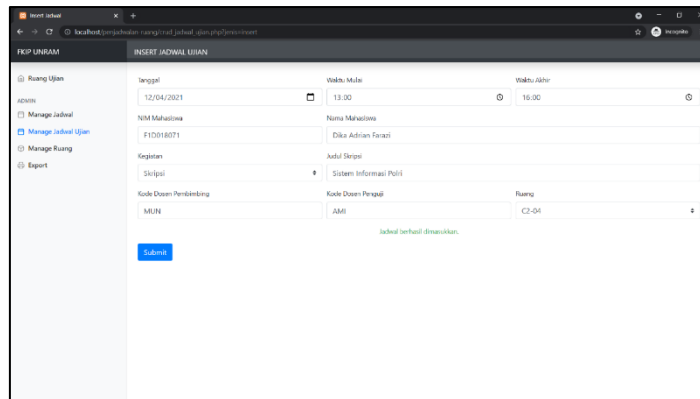 Insert Jadwal
localhost/penjadwalan-ruang/crud_jadwal_ujian.php?jenis=insert
Incognito
FKIP UNRAM
INSERT JADWAL UJIAN
Ruang Ujian
ADMIN
Manage Jadwal
Manage Jadwal Ujian
Manage Ruang
Export
Tanggal
Waktu Mulai
Waktu Akhir
12/04/2021
13:00
16:00
NIM Mahasiswa
Nama Mahasiswa
F1D018071
Dika Adrian Farazi
Kegiatan
Judul Skripsi
Skripsi
Sistem Informasi Polri
Kode Dosen Pembimbing
Kode Dosen Penguji
Ruang
MUN
AMI
C2-04
Jadwal berhasil dimasukkan.
Submit